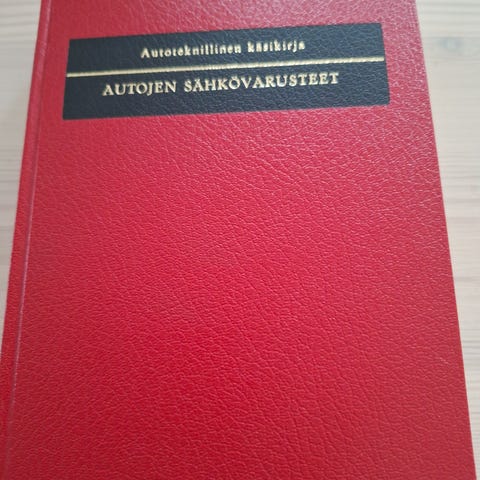 Autoteknillinen käsikirja
AUTOJEN SÄHKÖVARUSTEET